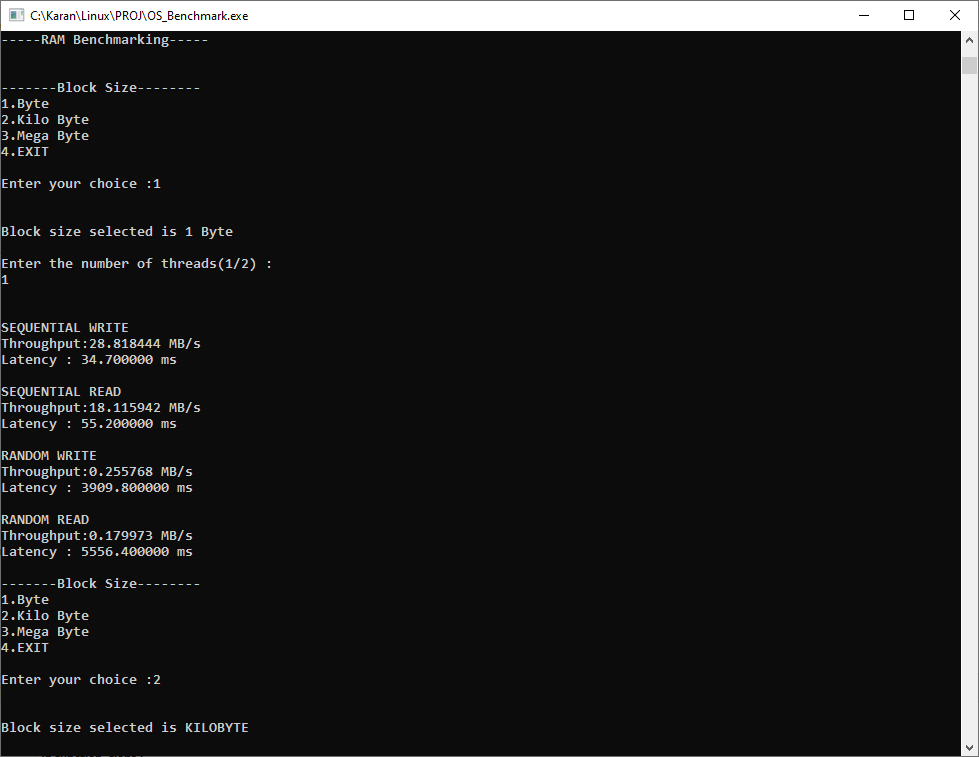 C:\Karan\Linux\PROJ\OS_Benchmark.exe
-----RAM Benchmarking-----
-------Block Size--------
1.Byte
2.Kilo Byte
3.Mega Byte
4.EXIT
Enter your choice :1
Block size selected is 1 Byte
Enter the number of threads(1/2) :
1
SEQUENTIAL WRITE
Throughput:28.818444 MB/s
Latency : 34.700000 ms
SEQUENTIAL READ
Throughput:18.115942 MB/s
Latency : 55.200000 ms
RANDOM WRITE
Throughput:0.255768 MB/s
Latency : 3909.800000 ms
RANDOM READ
Throughput:0.179973 MB/s
Latency : 5556.400000 ms
-------Block Size--------
1.Byte
2.Kilo Byte
3.Mega Byte
4.EXIT
Enter your choice :2
Block size selected is KILOBYTE